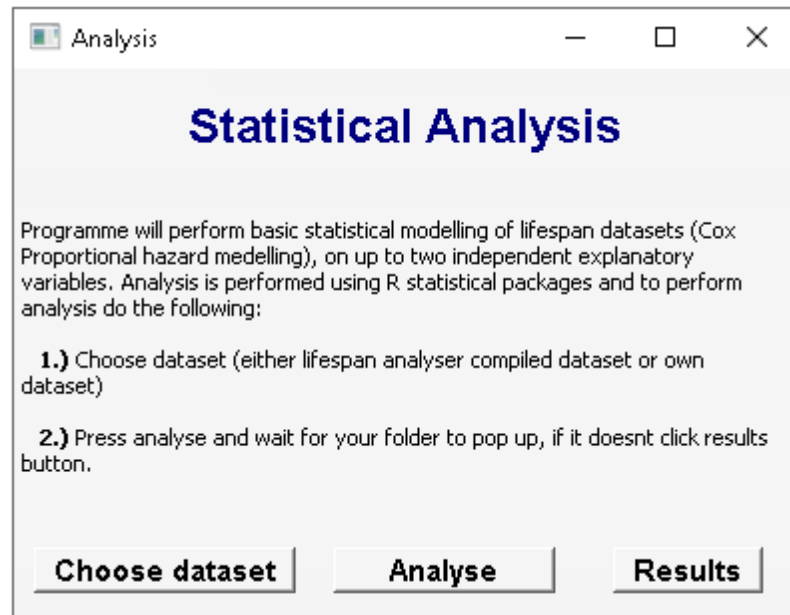 Analysis
Statistical Analysis
Programme will perform basic statistical modelling of lifespan datasets (Cox
Proportional hazard medelling), on up to two independent explanatory
variables. Analysis is performed using R statistical packages and to perform
analysis do the following:
1.) Choose dataset (either lifespan analyser compiled dataset or own
dataset)
2.) Press analyse and wait for your folder to pop up, if it doesnt click results
button.
Choose dataset Analyse Results